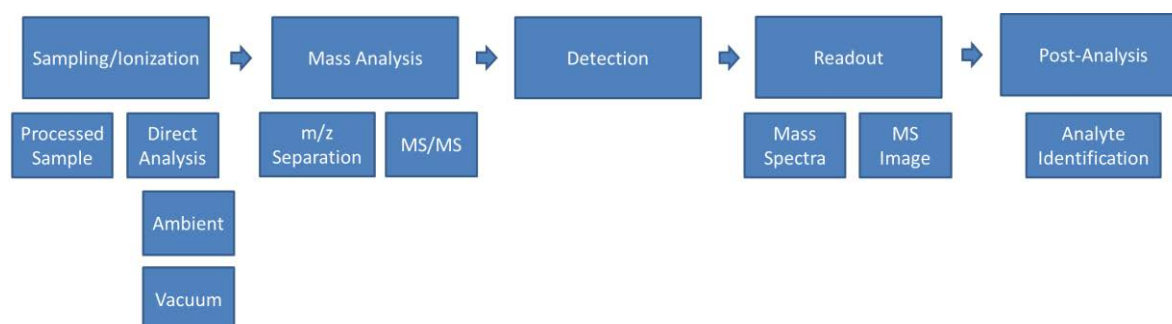 Sampling/Ionization
Mass Analysis
Detection
Readout
Post-Analysis
Processed
Sample
Direct
Analysis
m/z
Separation
MS/MS
Mass
Spectra
MS
Image
Analyte
Identification
Ambient
Vacuum